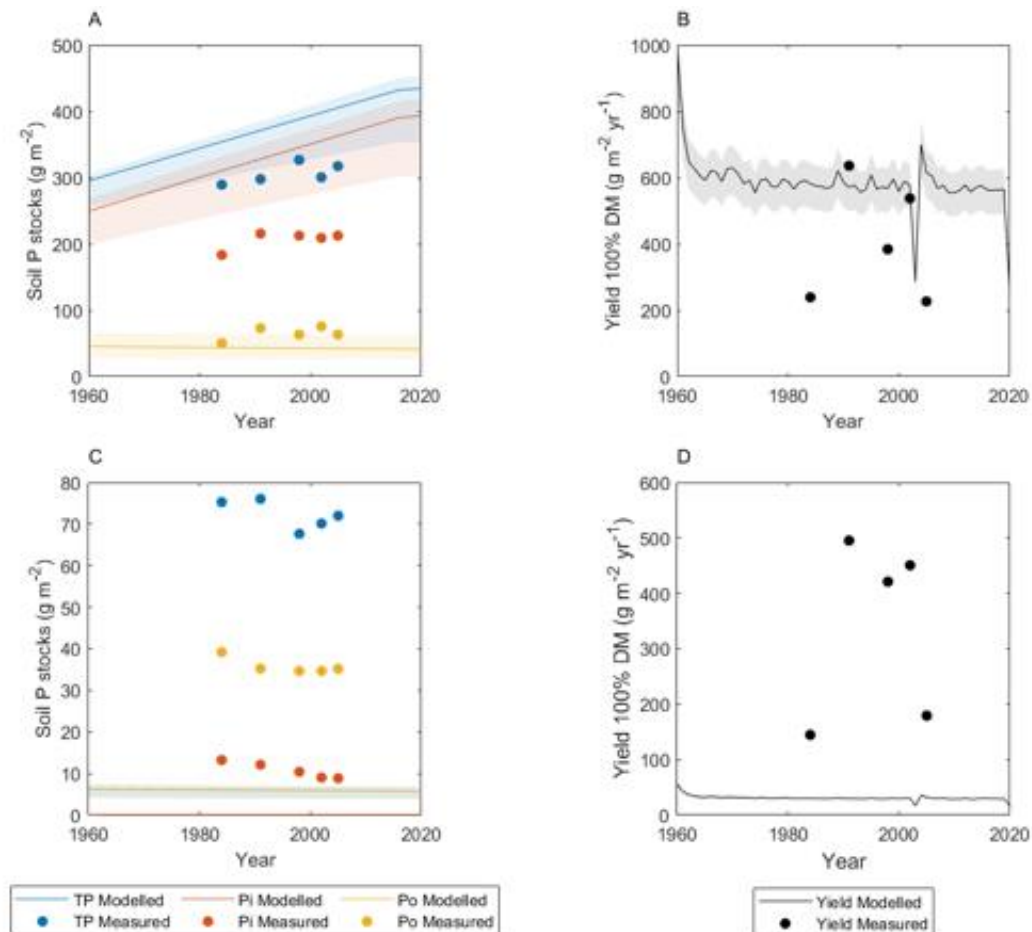 A
B
500
400
300
200
100
0
Soil P stocks (g m⁻²)
1960
1980
2000
2020
Year
1000
800
600
400
200
0
Yield 100% DM (g m⁻² yr⁻¹)
1960
1980
2000
2020
Year
C
D
80
70
60
50
40
30
20
10
0
Soil P stocks (g m⁻²)
1960
1980
2000
2020
Year
600
500
400
300
200
100
0
Yield 100% DM (g m⁻² yr⁻¹)
1960
1980
2000
2020
Year
TP Modelled Pi Modelled Po Modelled
TP Measured Pi Measured Po Measured
Yield Modelled
Yield Measured